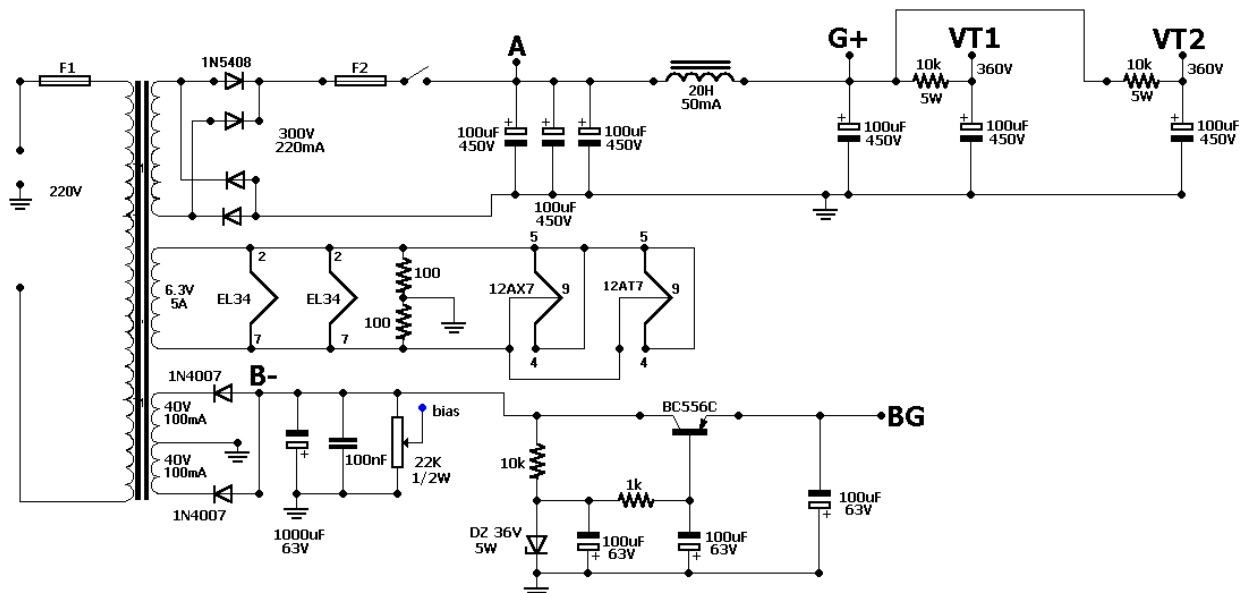 F1
1N5408
F2
A
G+
VT1
VT2
360V
10k
5W
360V
10k
5W
20H
50mA
300V
220mA
100uF
450V
100uF
450V
100uF
450V
100uF
450V
100uF
450V
100uF
450V
220V
6.3V
5A
2
EL34
7
2
EL34
7
100
100
5
12AX7
9
4
5
12AT7
9
4
1N4007
B-
40V
100mA
40V
100mA
1N4007
bias
100nF
22K
1/2W
1000uF
63V
BC556C
BG
10k
1k
DZ 36V
5W
100uF
63V
100uF
63V
100uF
63V